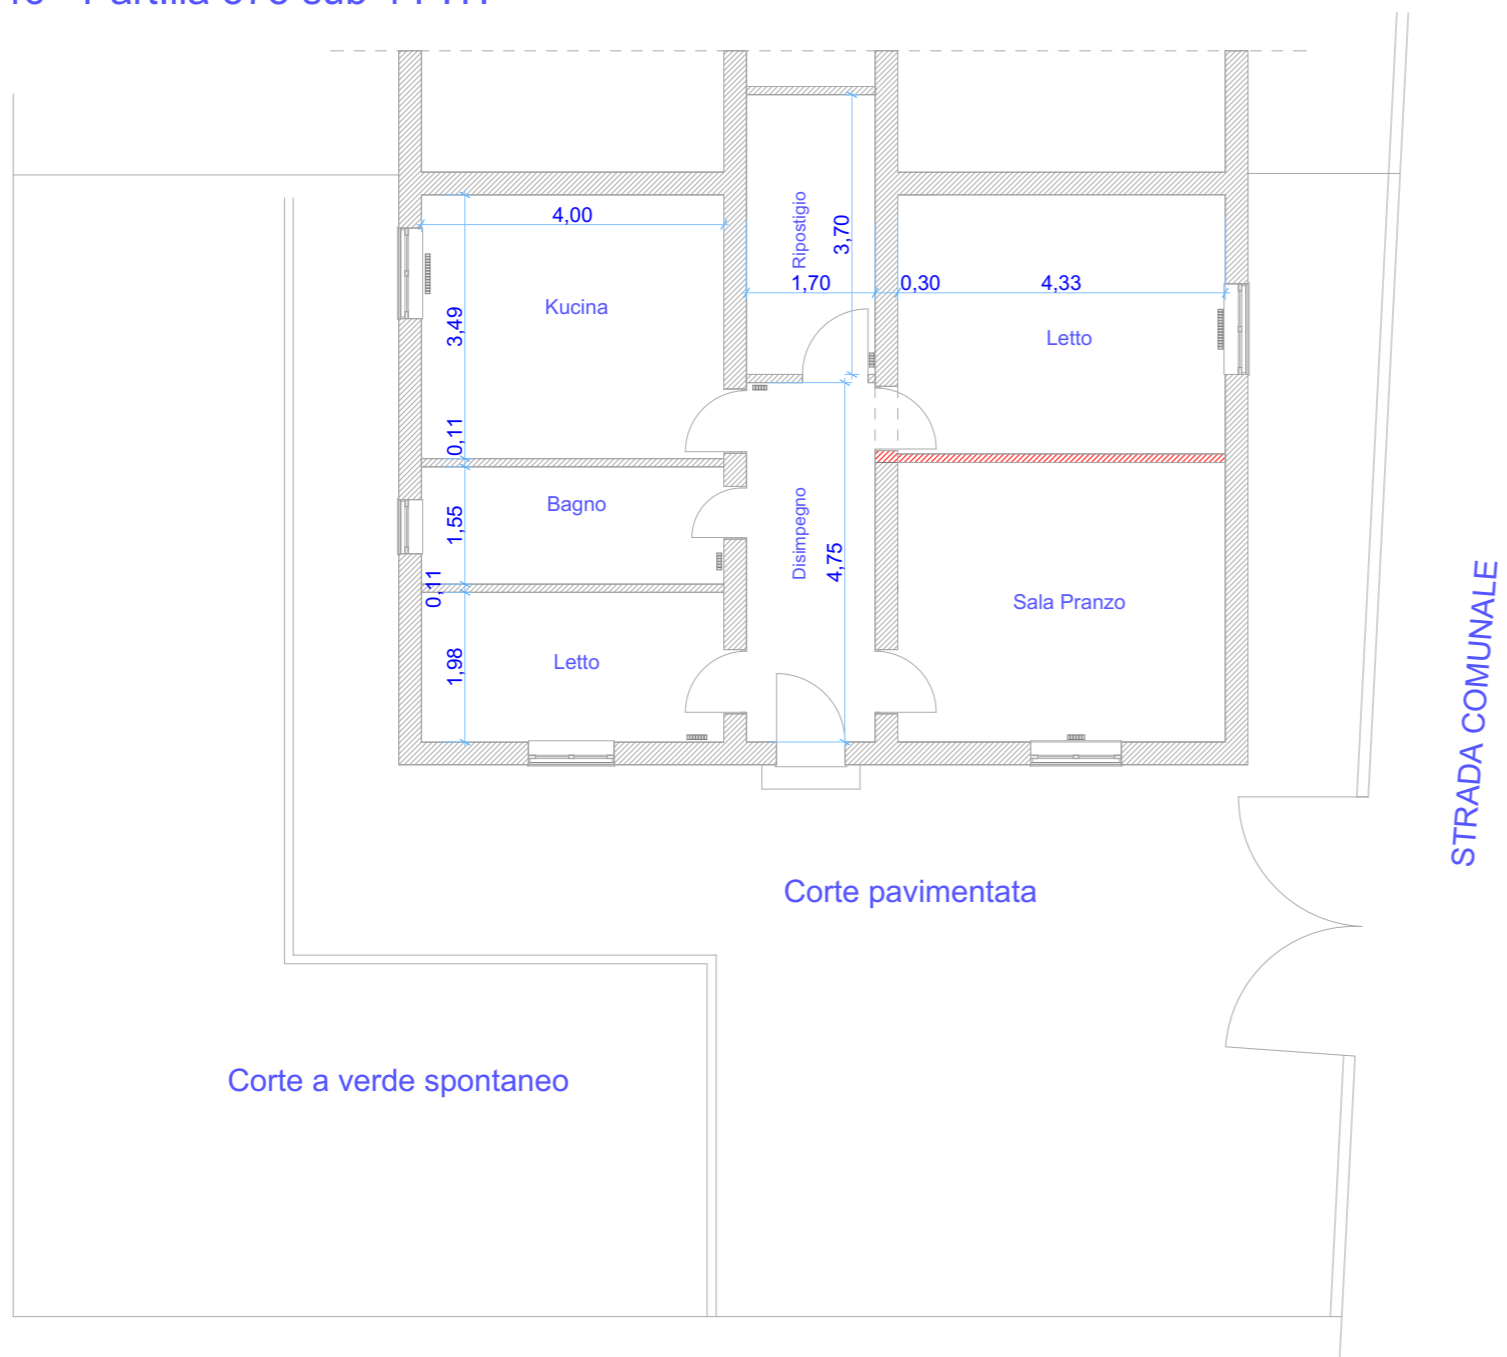 4,00
Kucina
3,49
0,11
Ripostigio
3,70
1,70
0,30
4,33
Letto
Bagno
1,55
0,11
Disimpegno
4,75
Sala Pranzo
Letto
1,98
STRADA COMUNALE
Corte pavimentata
Corte a verde spontaneo